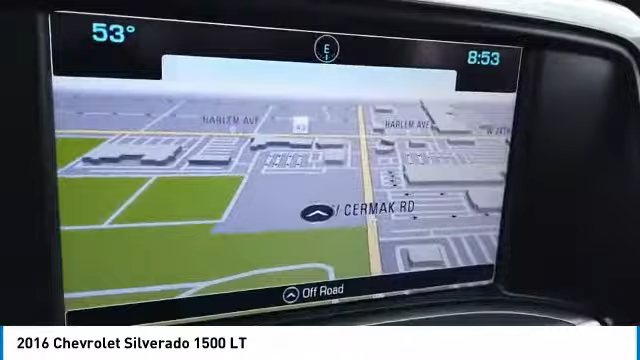 53°
E
8:53
HARLEM AVE
43
HARLEM AVE
CERMAK RD
Off Road
2016 Chevrolet Silverado 1500 LT